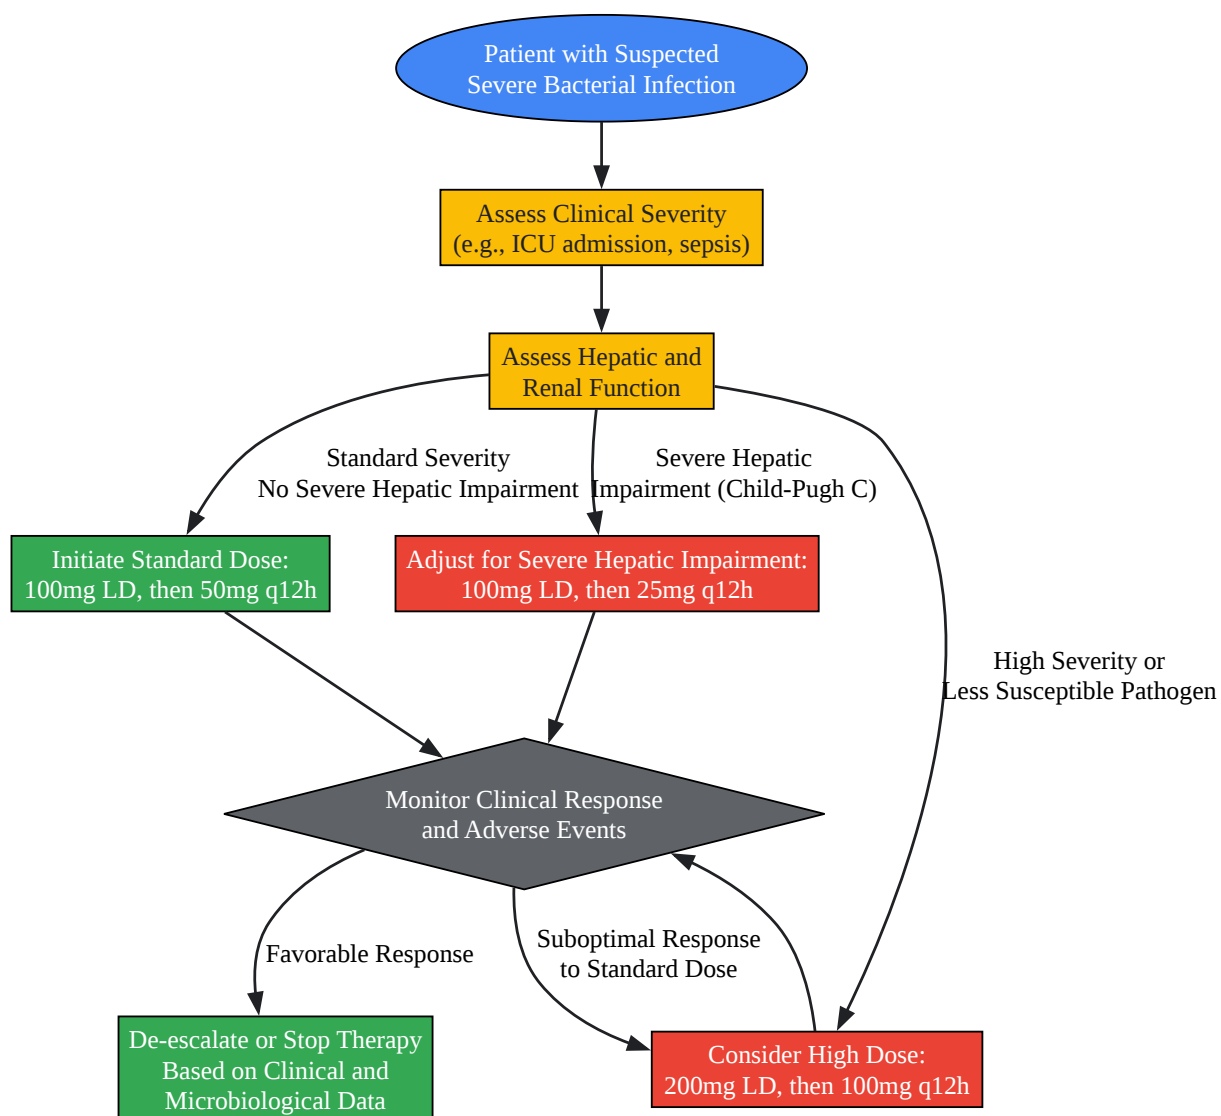 Patient with Suspected
Severe Bacterial Infection
Assess Clinical Severity
(e.g., ICU admission, sepsis)
Assess Hepatic and
Renal Function
Standard Severity
No Severe Hepatic Impairment
Severe Hepatic
Impairment (Child-Pugh C)
Initiate Standard Dose:
100mg LD, then 50mg q12h
Adjust for Severe Hepatic Impairment:
100mg LD, then 25mg q12h
High Severity or
Less Susceptible Pathogen
Monitor Clinical Response
and Adverse Events
Favorable Response
Suboptimal Response
to Standard Dose
De-escalate or Stop Therapy
Based on Clinical and
Microbiological Data
Consider High Dose:
200mg LD, then 100mg q12h